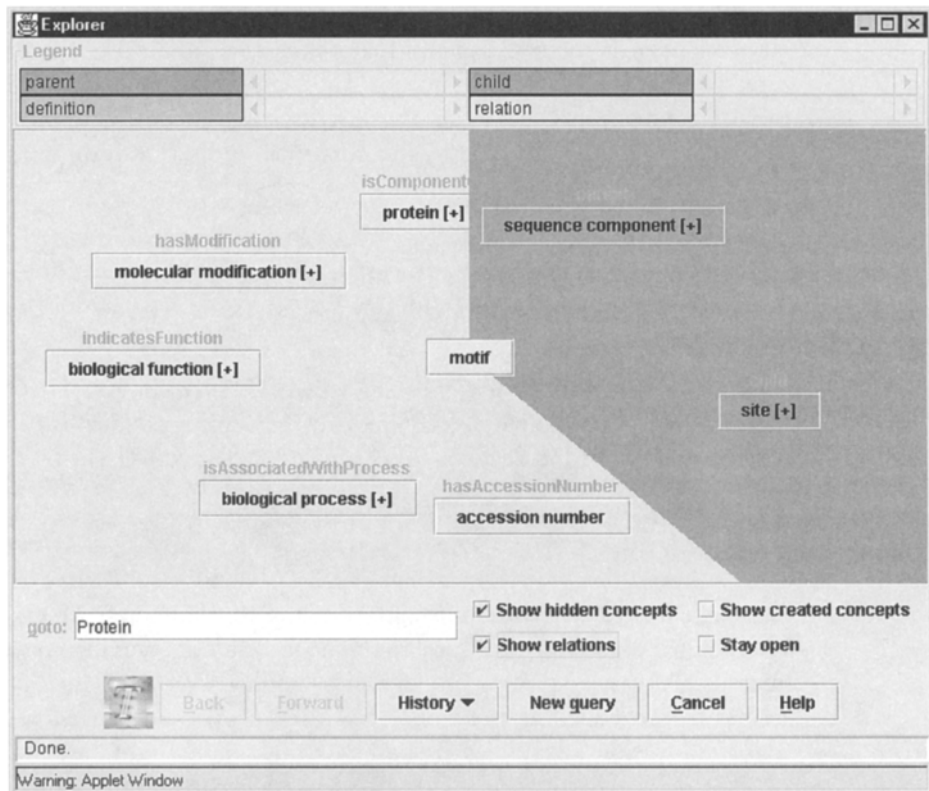 Explorer
Legend
parent
child
definition
relation
isComponent
protein [+]
sequence component [+]
hasModification
molecular modification [+]
indicatesFunction
biological function [+]
motif
site [+]
isAssociatedWithProcess
biological process [+]
hasAccessionNumber
accession number
Show hidden concepts
Show created concepts
goto: Protein
Show relations
Stay open
Back
Forward
History
New query
Cancel
Help
Done.
Warning: Applet Window